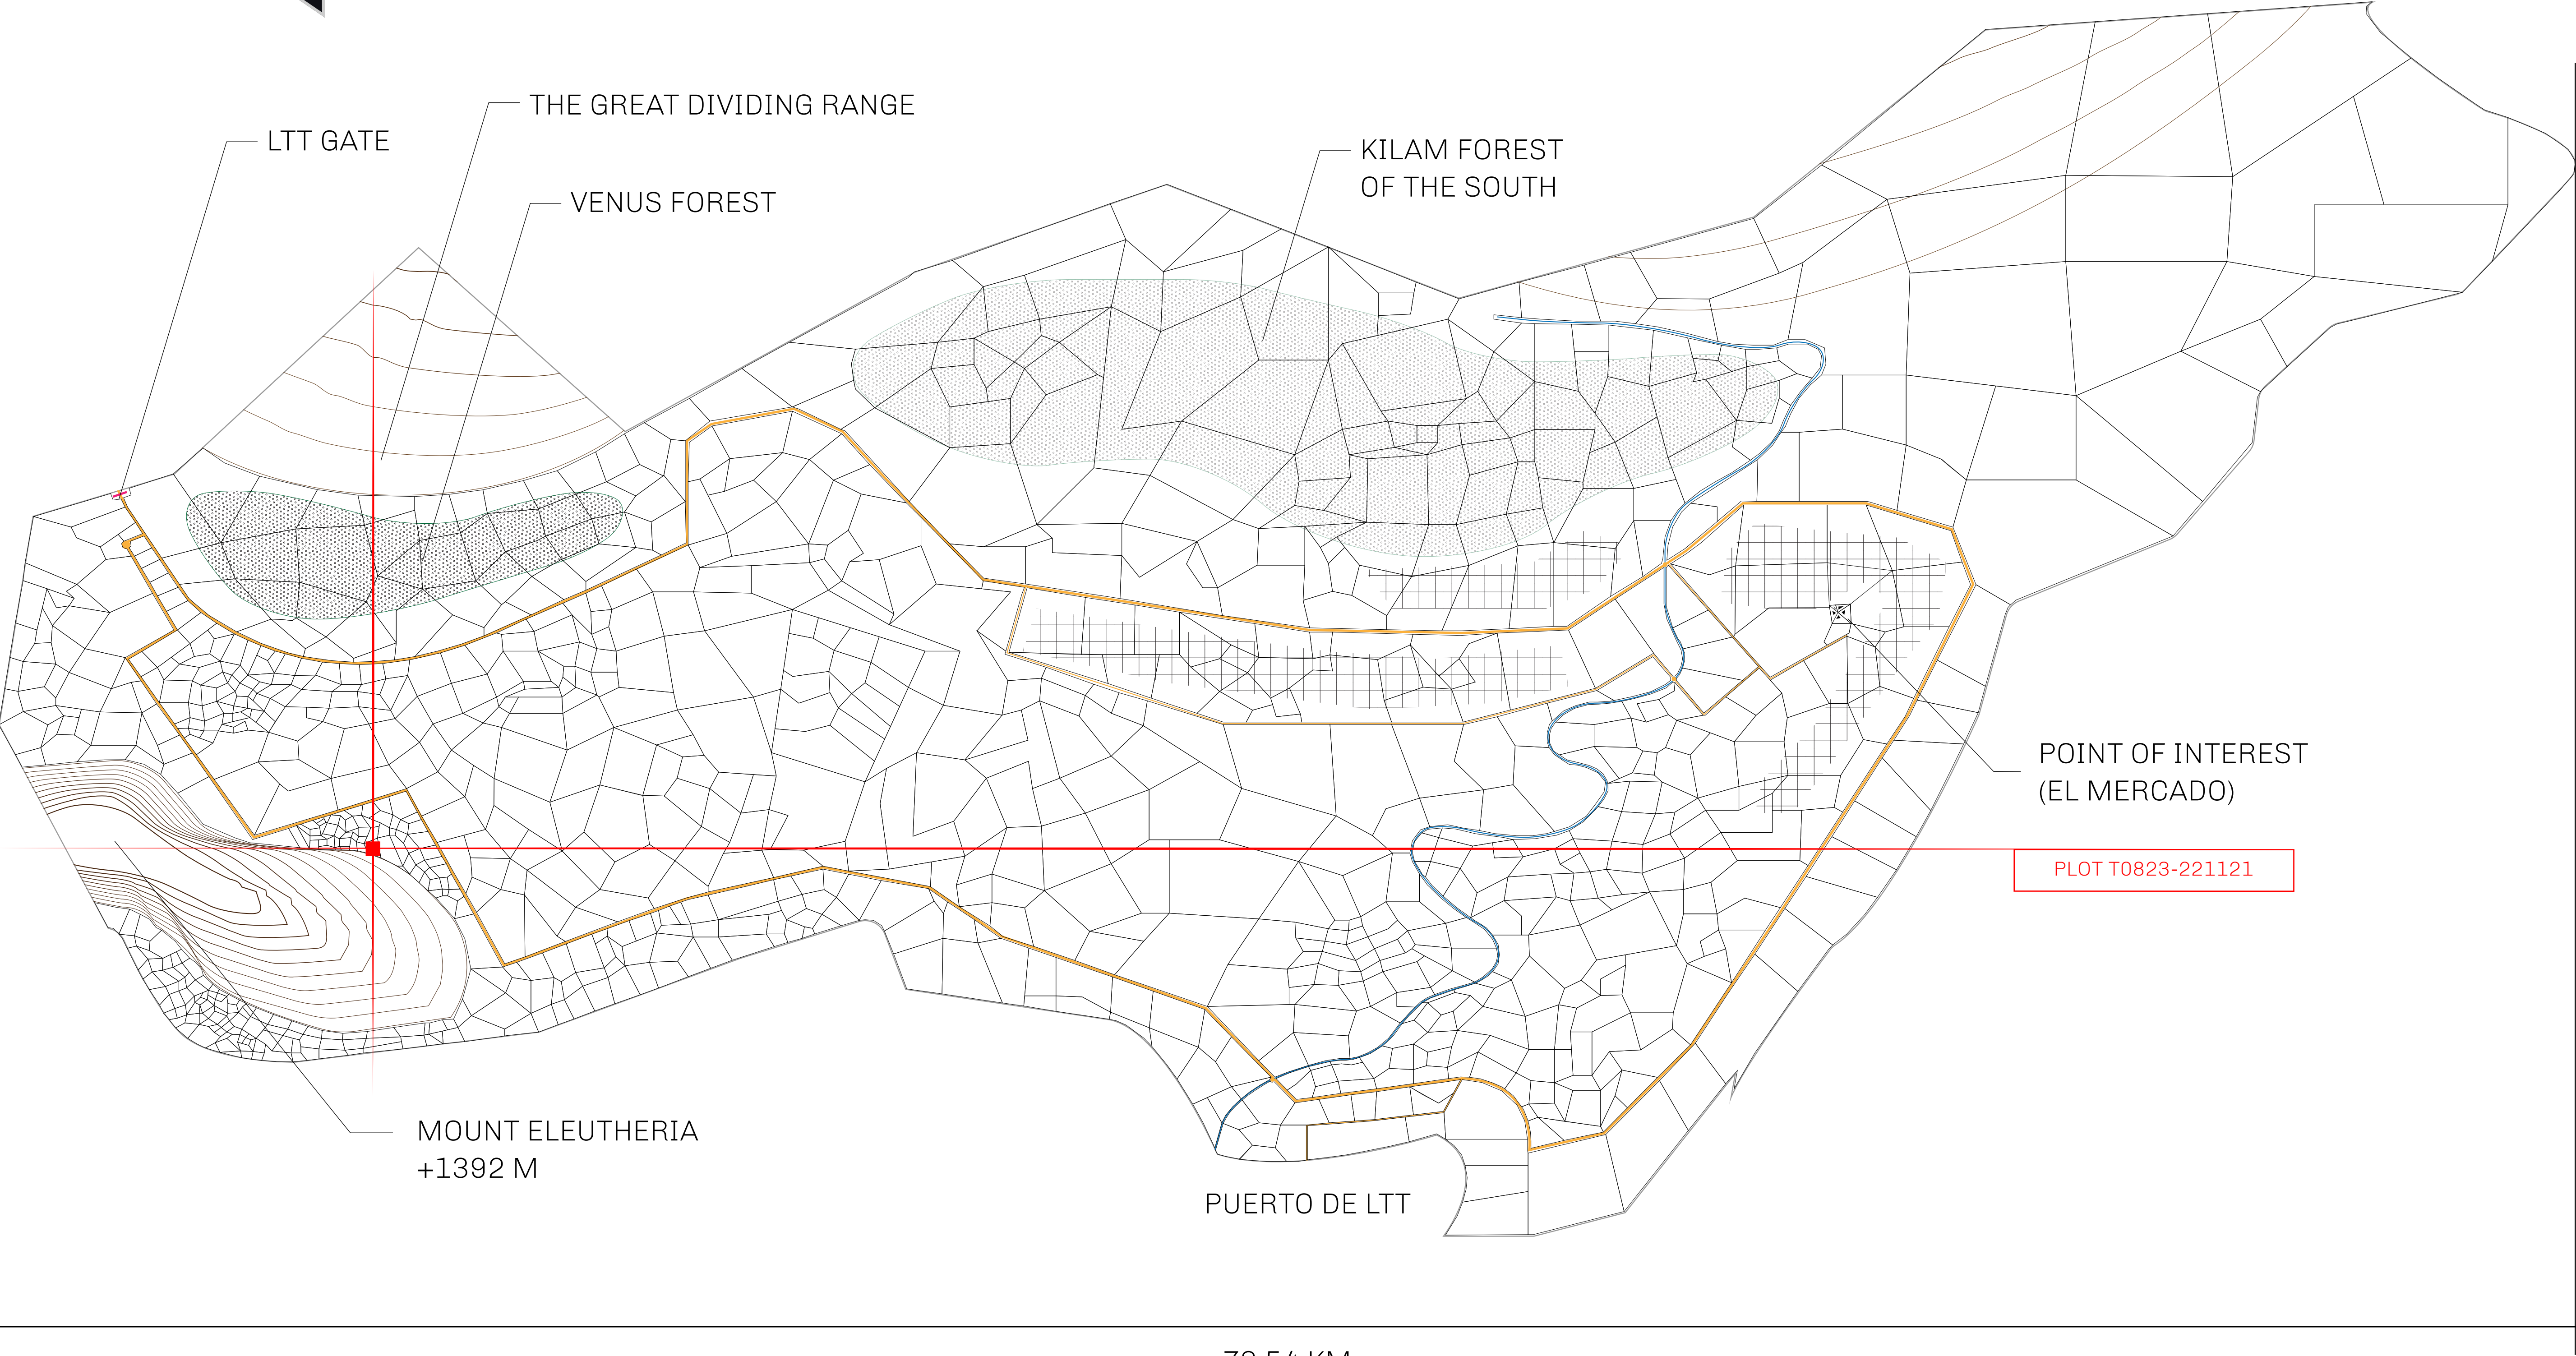 THE GREAT DIVIDING RANGE
LTT GATE
KILAM FOREST
OF THE SOUTH
VENUS FOREST
POINT OF INTEREST
(EL MERCADO)
PLOT T0823-221121
MOUNT ELEUTHERIA
+1392 M
PUERTO DE LTT
KM